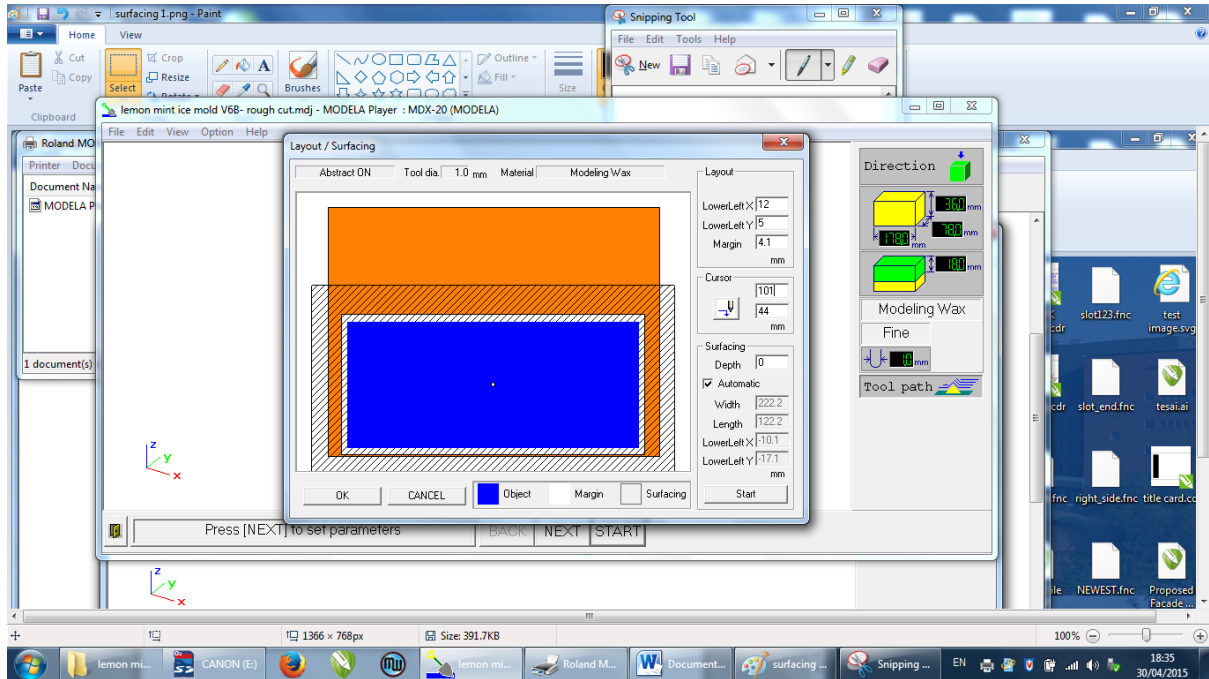 surfacing 1.png - Paint
Home View
Paste
Cut
Copy
Clipboard
Select
Crop
Resize
Rotate
Brushes
Outline
Fill
Size
Snipping Tool
File Edit Tools Help
New
Roland MO
Printer Docu
Document Na
MODELA P
1 document(s)
lemon mint ice mold V6B- rough cut.mdj - MODELA Player : MDX-20 (MODELA)
File Edit View Option Help
Layout / Surfacing
Abstract ON Tool dia. 1.0 mm Material Modeling Wax
Layout
LowerLeft X 12
LowerLeft Y 5
Margin 4.1
mm
Cursor
101
44
mm
Surfacing
Depth 0
Automatic
Width 222.2
Length 122.2
LowerLeft X -10.1
LowerLeft Y -17.1
mm
Start
OK CANCEL Object Margin Surfacing
Direction
36.0 mm
78.0 mm
178.0 mm
18.0 mm
Modeling Wax
Fine
1.0 mm
Tool path
z
y
x
Press [NEXT] to set parameters BACK NEXT START
z
y
x
slot123.fnc test image.svg
cdr
cdr slot_end.fnc tesai.ai
fnc right_side.fnc title card.cc
ile NEWEST.fnc Proposed Facade ...
1366 × 768px Size: 391.7KB 100%
lemon mi... CANON (E:) lemon mi... Roland M... Document... surfacing ... Snipping ... EN 18:35
30/04/2015